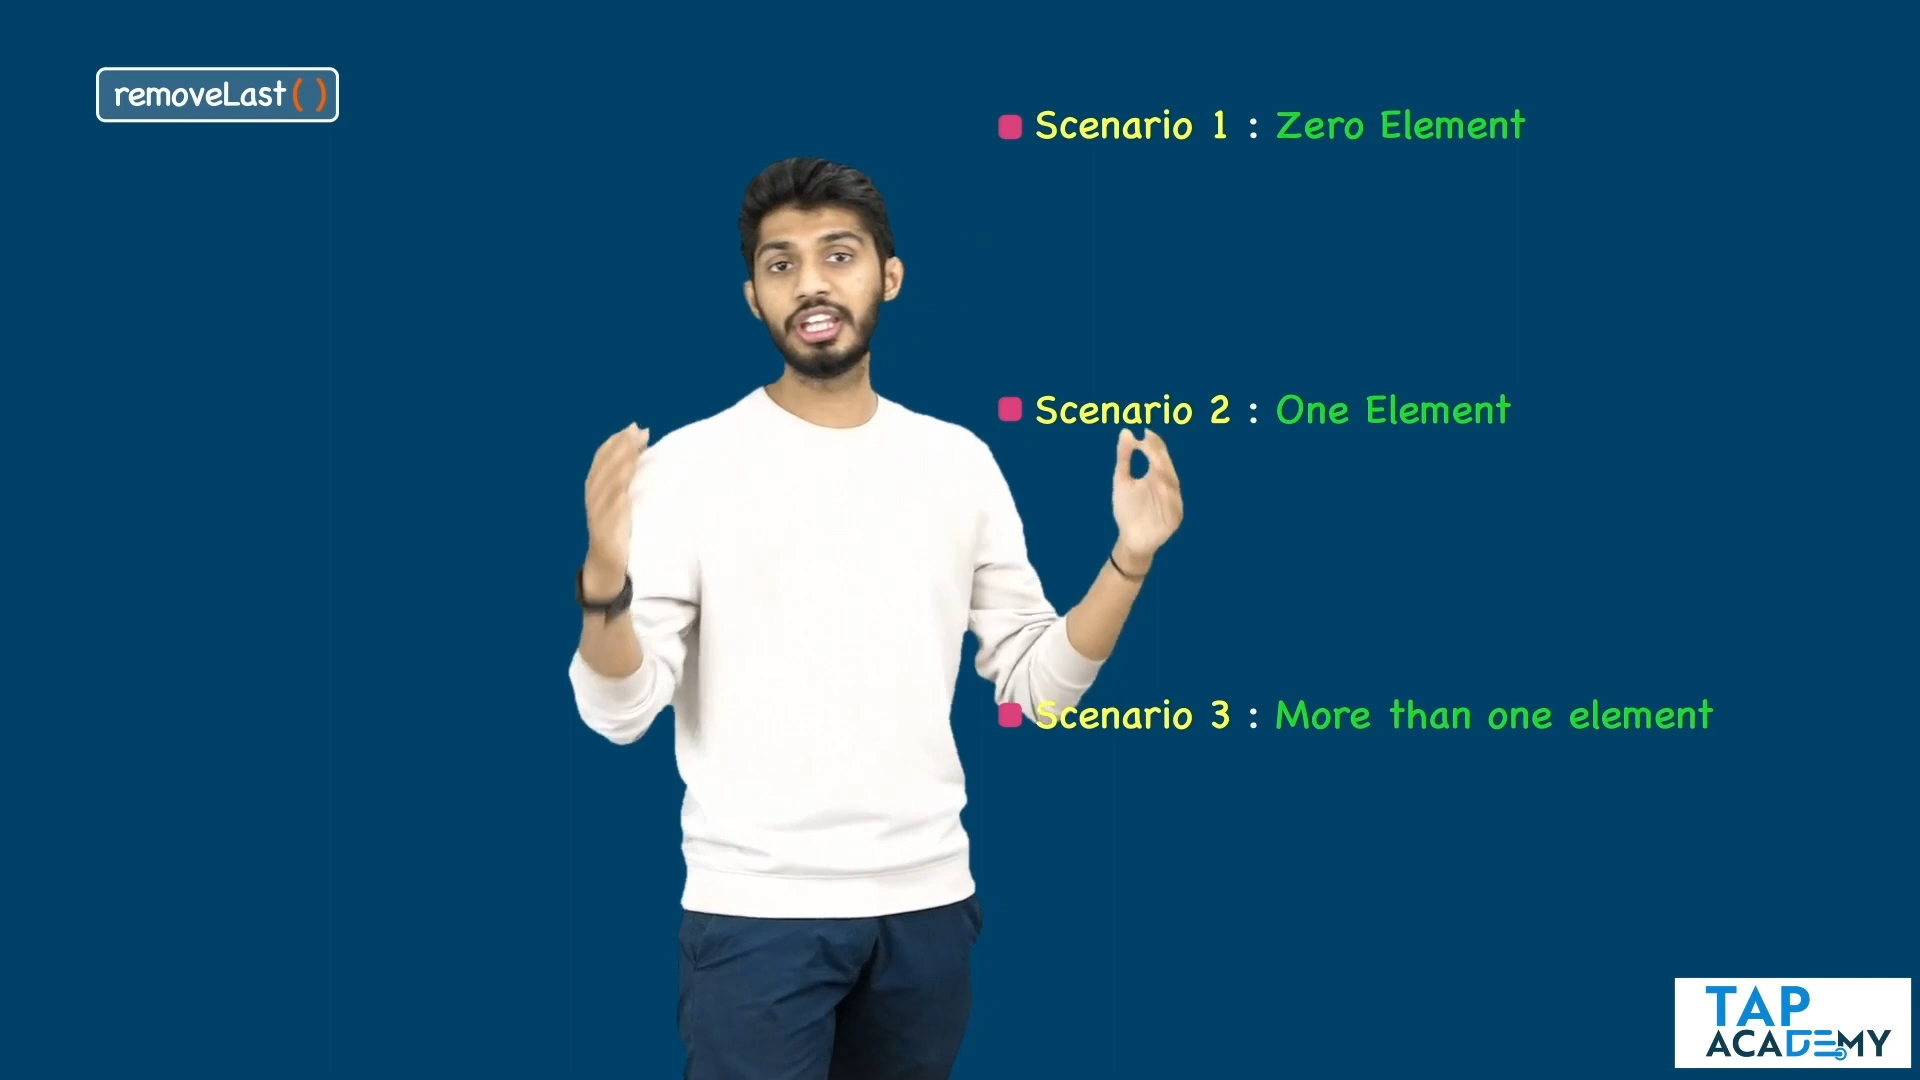 removeLast( )
Scenario 1 : Zero Element
Scenario 2 : One Element
Scenario 3 : More than one element
TAP
ACADEMY